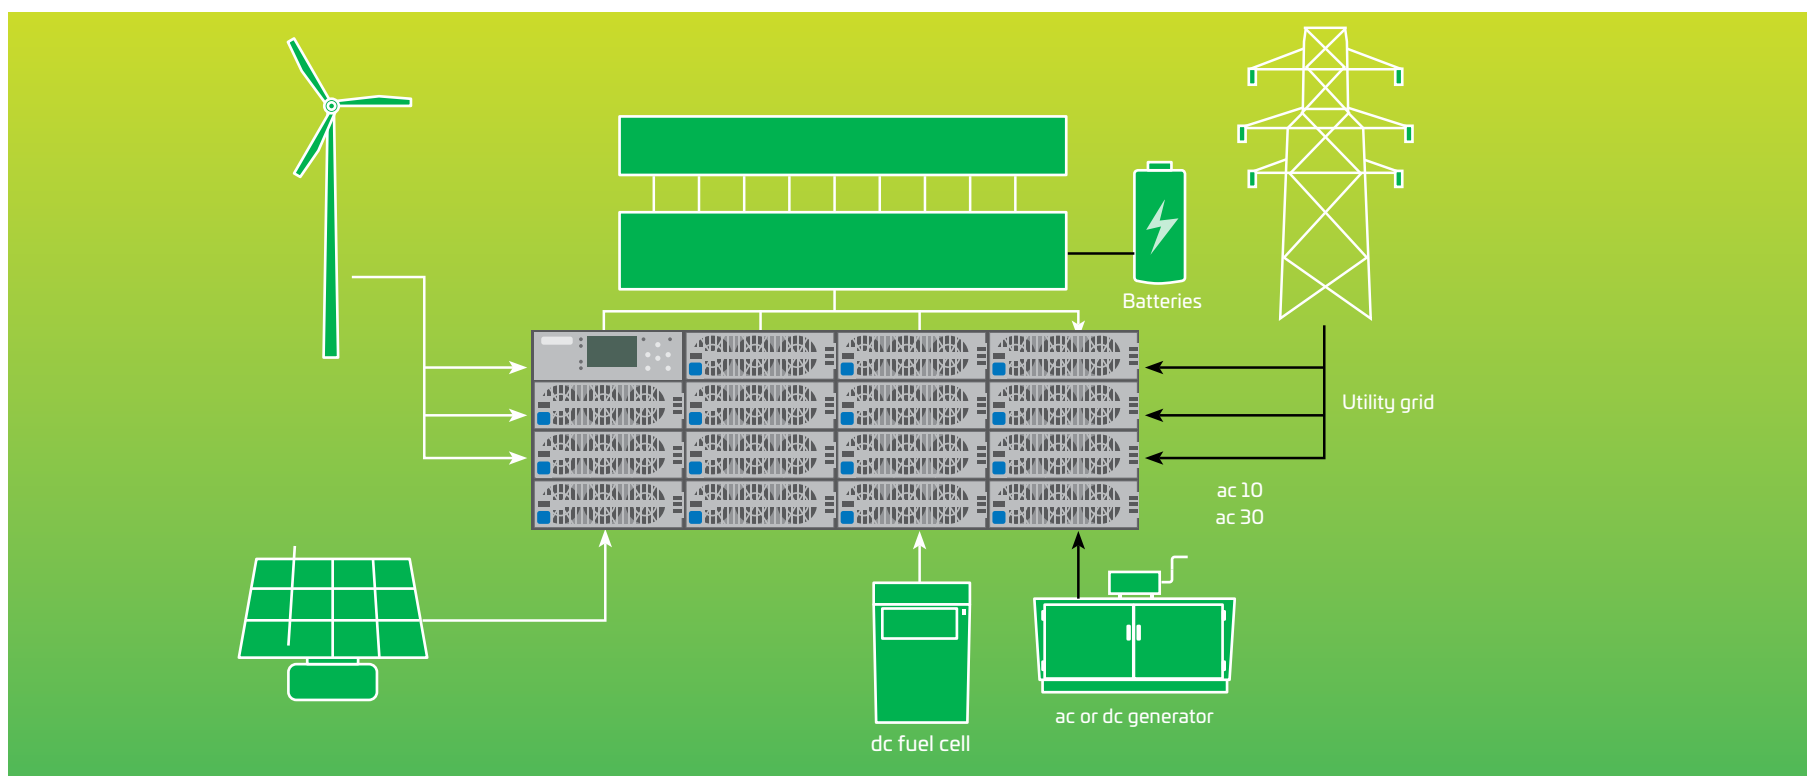 Batteries
Utility grid
ac 10
ac 30
ac or dc generator
dc fuel cell